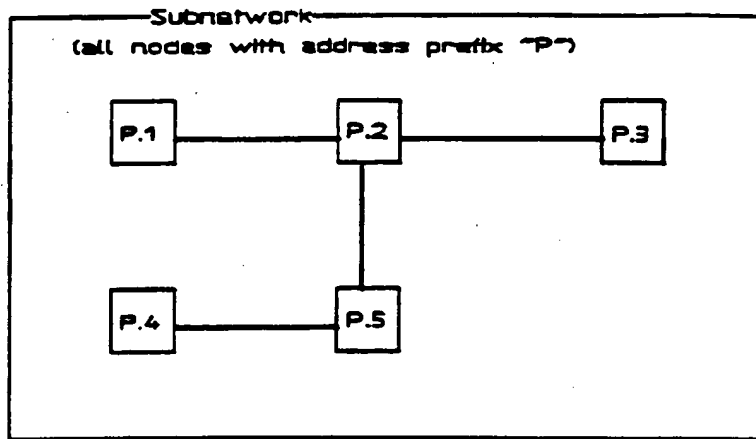 Subnetwork
(all nodes with address prefix "P")
P.1
P.2
P.3
P.4
P.5